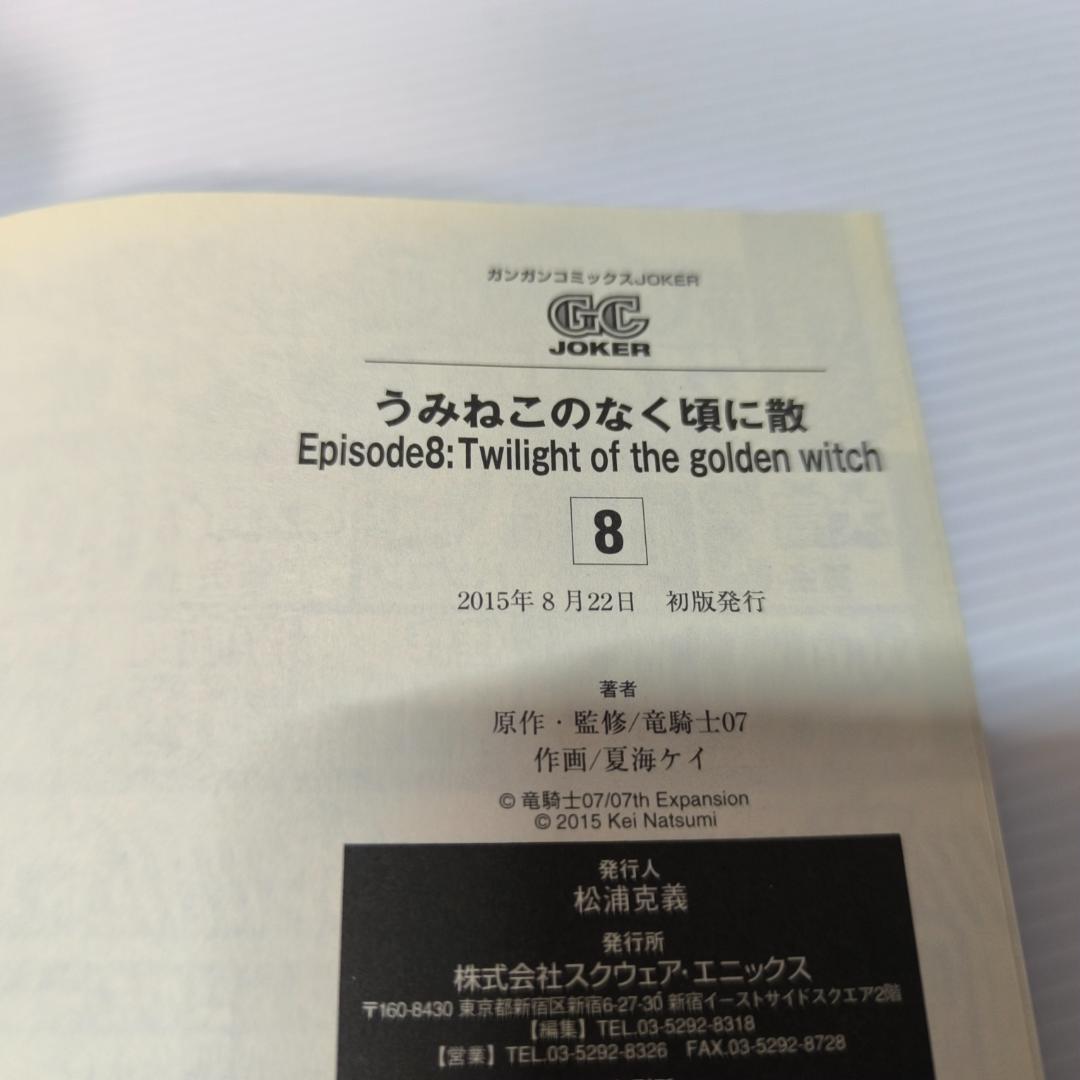 ガンガンコミックスJOKER
GC
JOKER
うみねこのなく頃に散
Episode8:Twilight of the golden witch
8
2015年8月22日 初版発行
著者
原作・監修/竜騎士07
作画/夏海ケイ
© 竜騎士07/07th Expansion
© 2015 Kei Natsumi
発行人
松浦克義
発行所
株式会社スクウェア・エニックス
〒160-8430 東京都新宿区新宿6-27-30 新宿イーストサイドスクエア2階
【編集】TEL.03-5292-8318
【営業】TEL.03-5292-8326 FAX.03-5292-8728